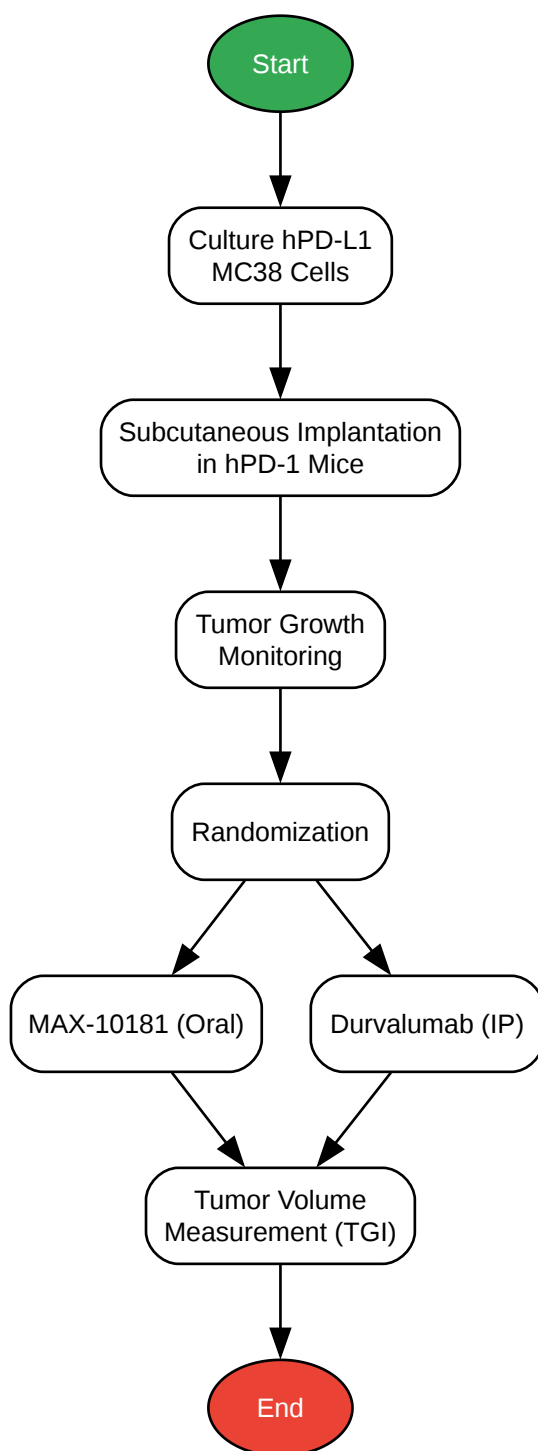 Start
Culture hPD-L1
MC38 Cells
Subcutaneous Implantation
in hPD-1 Mice
Tumor Growth
Monitoring
Randomization
MAX-10181 (Oral)
Durvalumab (IP)
Tumor Volume
Measurement (TGI)
End